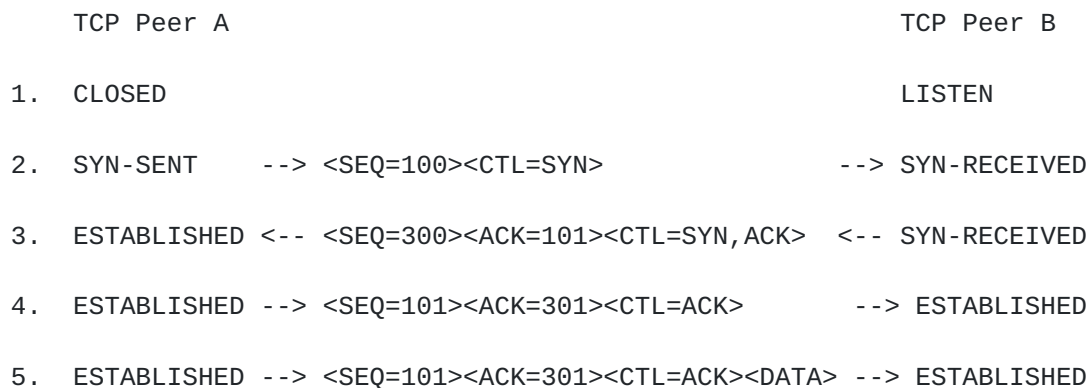 TCP Peer A                                           TCP Peer B
1.  CLOSED                                               LISTEN
2.  SYN-SENT    --> <SEQ=100><CTL=SYN>               --> SYN-RECEIVED
3.  ESTABLISHED <-- <SEQ=300><ACK=101><CTL=SYN,ACK>  <-- SYN-RECEIVED
4.  ESTABLISHED --> <SEQ=101><ACK=301><CTL=ACK>       --> ESTABLISHED
5.  ESTABLISHED --> <SEQ=101><ACK=301><CTL=ACK><DATA> --> ESTABLISHED